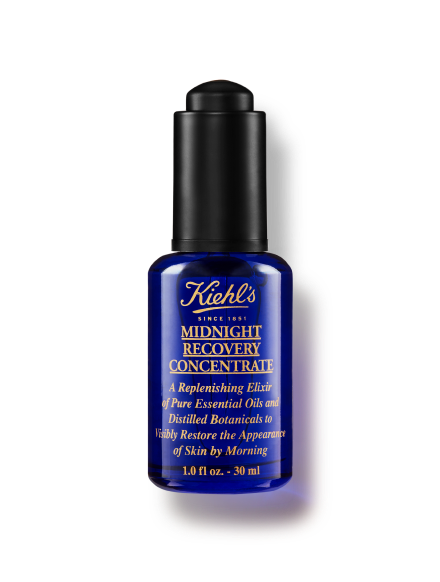 Kiehl's
SINCE 1851
MIDNIGHT
RECOVERY
CONCENTRATE
A Replenishing Elixir
of Pure Essential Oils and
Distilled Botanicals to
Visibly Restore the Appearance
of Skin by Morning
1.0 fl oz. - 30 ml